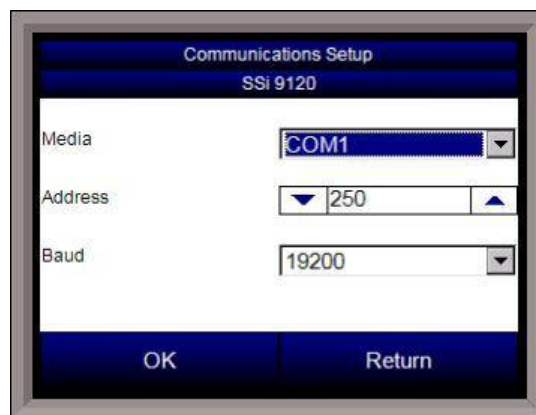 Communications Setup
SSi 9120
Media COM1
Address 250
Baud 19200
OK Return